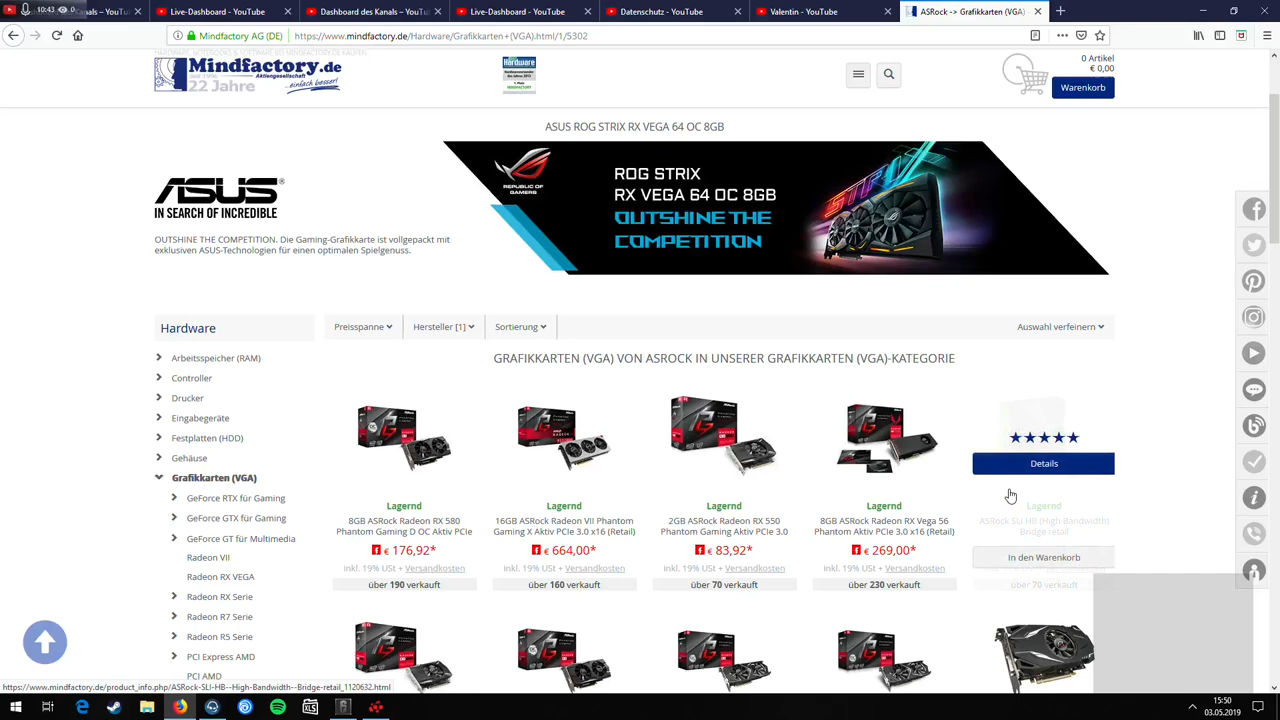 10:43
als - YouTube
Live-Dashboard - YouTube
Dashboard des Kanals - YouTube
Live-Dashboard - YouTube
Datenschutz - YouTube
Valentin - YouTube
ASRock -> Grafikkarten (VGA)
Mindfactory AG (DE)
https://www.mindfactory.de/Hardware/Grafikkarten+(VGA).html/1/5302
Mindfactory.de
seit 1996
Aktiengesellschaft
22 Jahre
...einfach besser!
Hardware
0 Artikel
€ 0,00
Warenkorb
ASUS ROG STRIX RX VEGA 64 OC 8GB
ASUS
IN SEARCH OF INCREDIBLE
REPUBLIC OF
GAMERS
ROG STRIX
RX VEGA 64 OC 8GB
OUTSHINE THE
COMPETITION
OUTSHINE THE COMPETITION. Die Gaming-Grafikkarte ist vollgepackt mit
exklusiven ASUS-Technologien für einen optimalen Spielgenuss.
Hardware
Preisspanne
Hersteller [1]
Sortierung
Auswahl verfeinern
GRAFIKKARTEN (VGA) VON ASROCK IN UNSERER GRAFIKKARTEN (VGA)-KATEGORIE
Arbeitsspeicher (RAM)
Controller
Drucker
Eingabegeräte
Festplatten (HDD)
Gehäuse
Grafikkarten (VGA)
GeForce RTX für Gaming
GeForce GTX für Gaming
GeForce GT für Multimedia
Radeon VII
Radeon RX VEGA
Radeon RX Serie
Radeon R7 Serie
Radeon R5 Serie
PCI Express AMD
PCI AMD
Lagernd
8GB ASRock Radeon RX 580
Phantom Gaming D OC Aktiv PCIe
€ 176,92*
inkl. 19% USt + Versandkosten
über 190 verkauft
Lagernd
16GB ASRock Radeon VII Phantom
Gaming X Aktiv PCIe 3.0 x16 (Retail)
€ 664,00*
inkl. 19% USt + Versandkosten
über 160 verkauft
Lagernd
2GB ASRock Radeon RX 550
Phantom Gaming Aktiv PCIe 3.0
€ 83,92*
inkl. 19% USt + Versandkosten
über 70 verkauft
Lagernd
8GB ASRock Radeon RX Vega 56
Phantom Aktiv PCIe 3.0 x16 (Retail)
€ 269,00*
inkl. 19% USt + Versandkosten
über 230 verkauft
Details
Lagernd
ASRock SLI HB (High Bandwidth)
Bridge retail
In den Warenkorb
über 70 verkauft
https://www.mindfactory.de/product_info.php/ASRock-SLI-HB--High-Bandwidth--Bridge-retail_1120632.html
XLS
15:50
03.05.2019